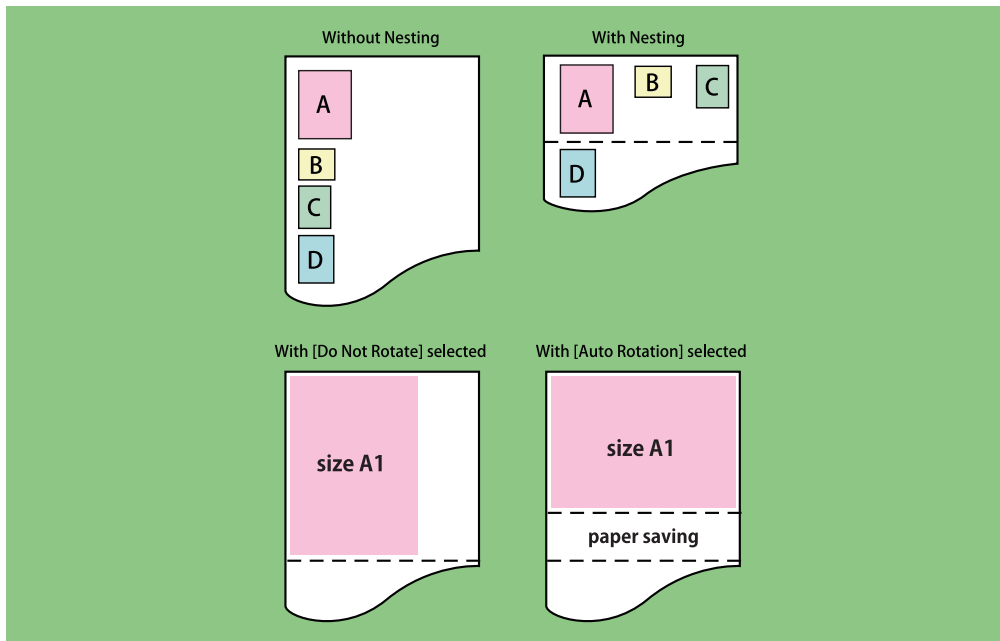 Without Nesting
A
B
C
D
With Nesting
A
B
C
D
With [Do Not Rotate] selected
size A1
With [Auto Rotation] selected
size A1
paper saving